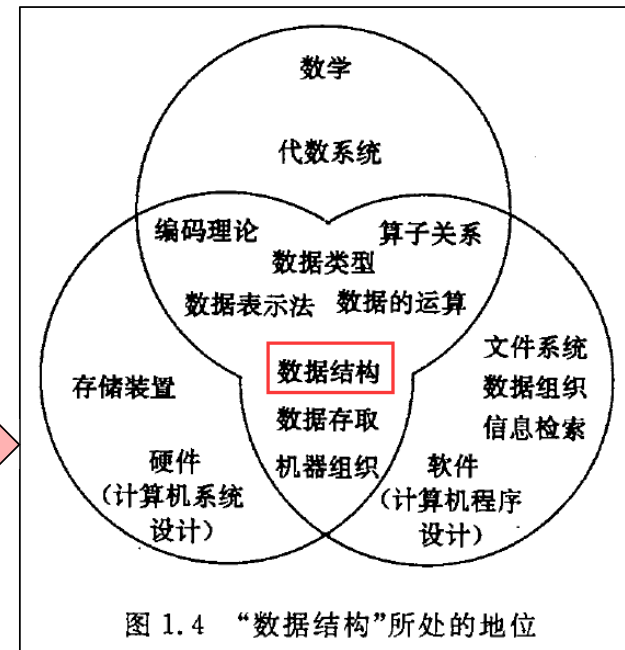 数学
代数系统
编码理论 算子关系
数据类型
数据表示法 数据的运算
数据结构
数据存取
机器组织
存储装置
硬件
(计算机系统
设计)
文件系统
数据组织
信息检索
软件
(计算机程序
设计)
图 1.4 “数据结构”所处的地位